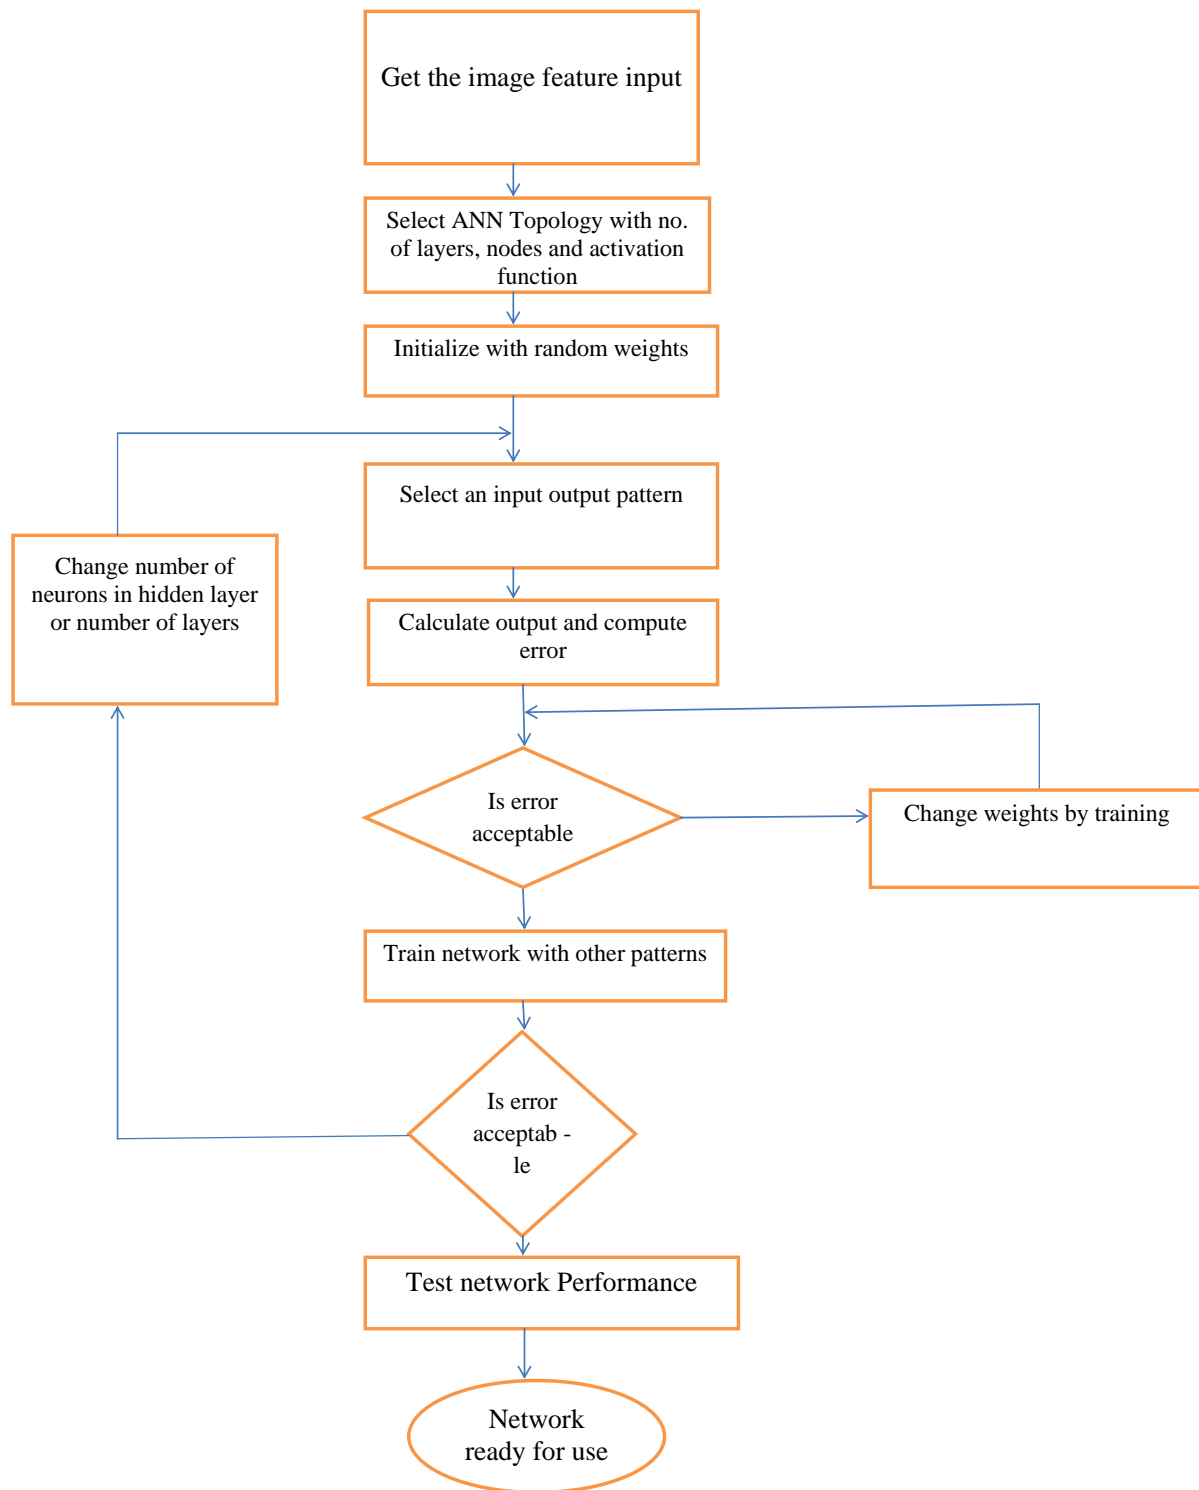 Get the image feature input
Select ANN Topology with no.
of layers, nodes and activation
function
Initialize with random weights
Select an input output pattern
Change number of
neurons in hidden layer
or number of layers
Calculate output and compute
error
Is error
acceptable
Change weights by training
Train network with other patterns
Is error
acceptab -
le
Test network Performance
Network
ready for use